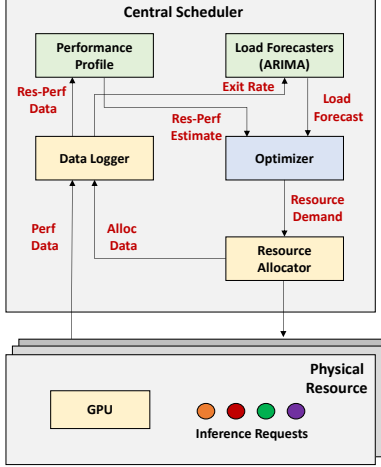 Central Scheduler
Performance
Profile
Load Forecasters
(ARIMA)
Res-Perf
Data
Exit Rate
Load
Forecast
Res-Perf
Estimate
Data Logger
Optimizer
Perf
Data
Alloc
Data
Resource
Demand
Resource
Allocator
Physical
Resource
GPU
Inference Requests